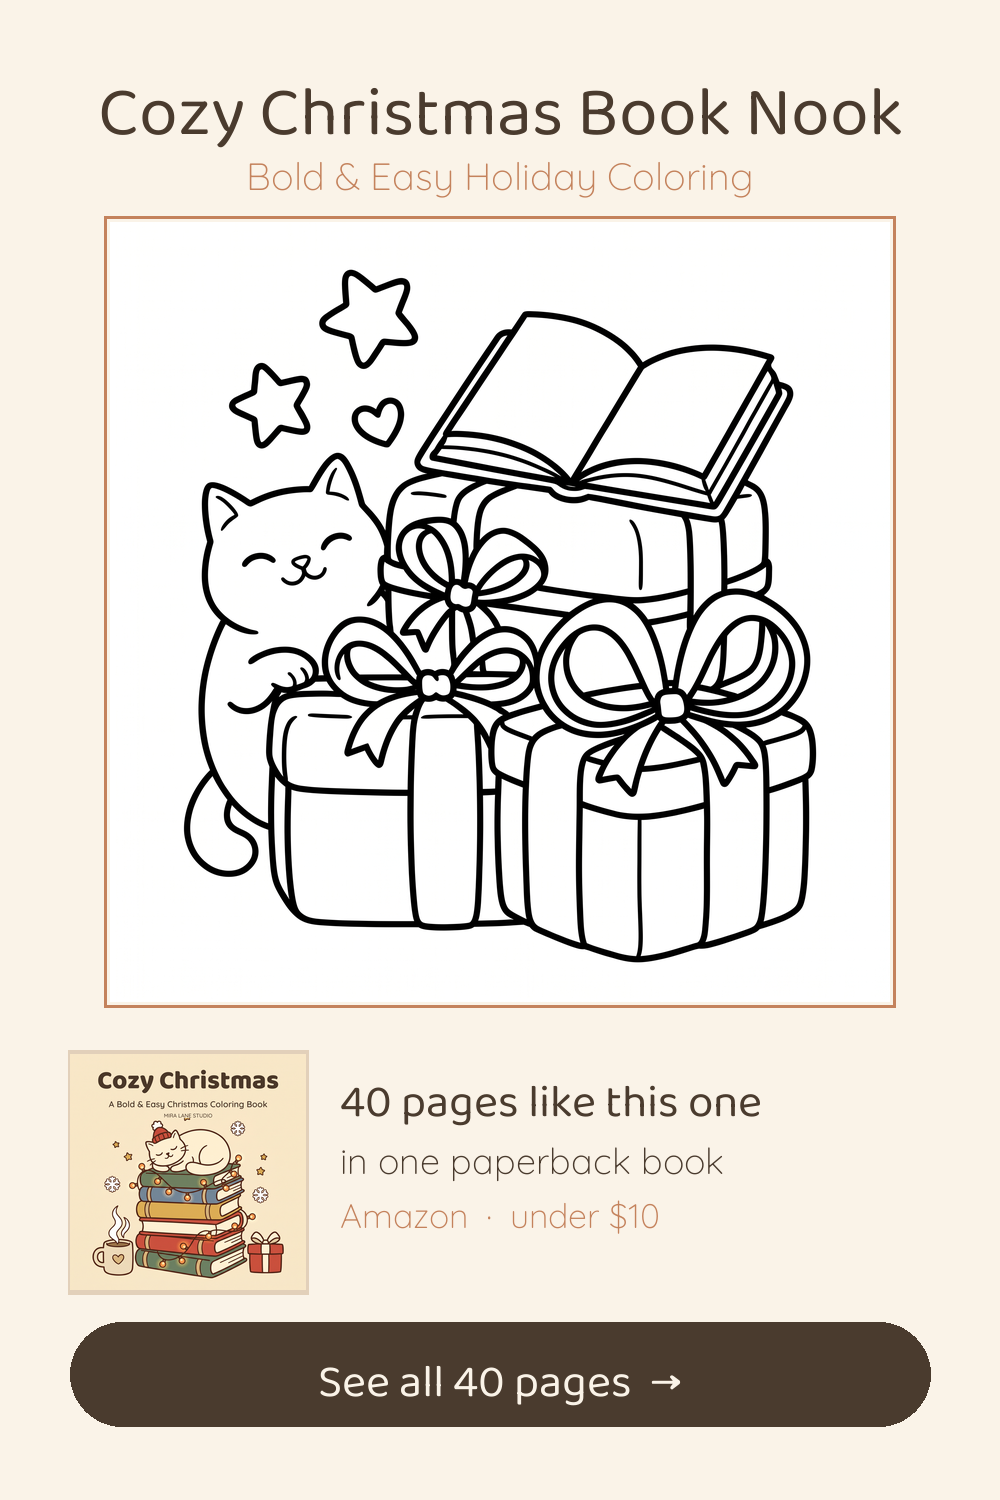 Cozy Christmas Book Nook
Bold & Easy Holiday Coloring
Cozy Christmas
A Bold & Easy Christmas Coloring Book
MIRA LANE STUDIO
40 pages like this one
in one paperback book
Amazon · under $10
See all 40 pages →